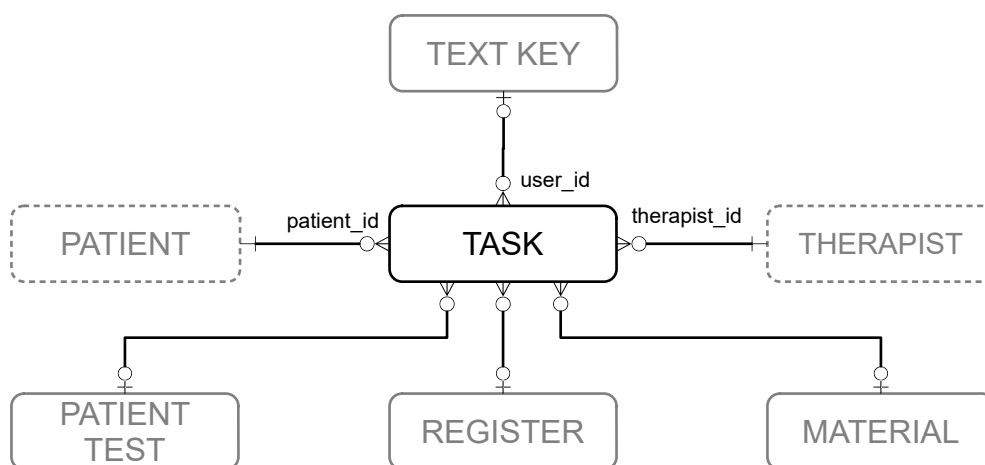 TEXT KEY
user_id
patient_id
therapist_id
PATIENT
TASK
THERAPIST
PATIENT
TEST
REGISTER
MATERIAL